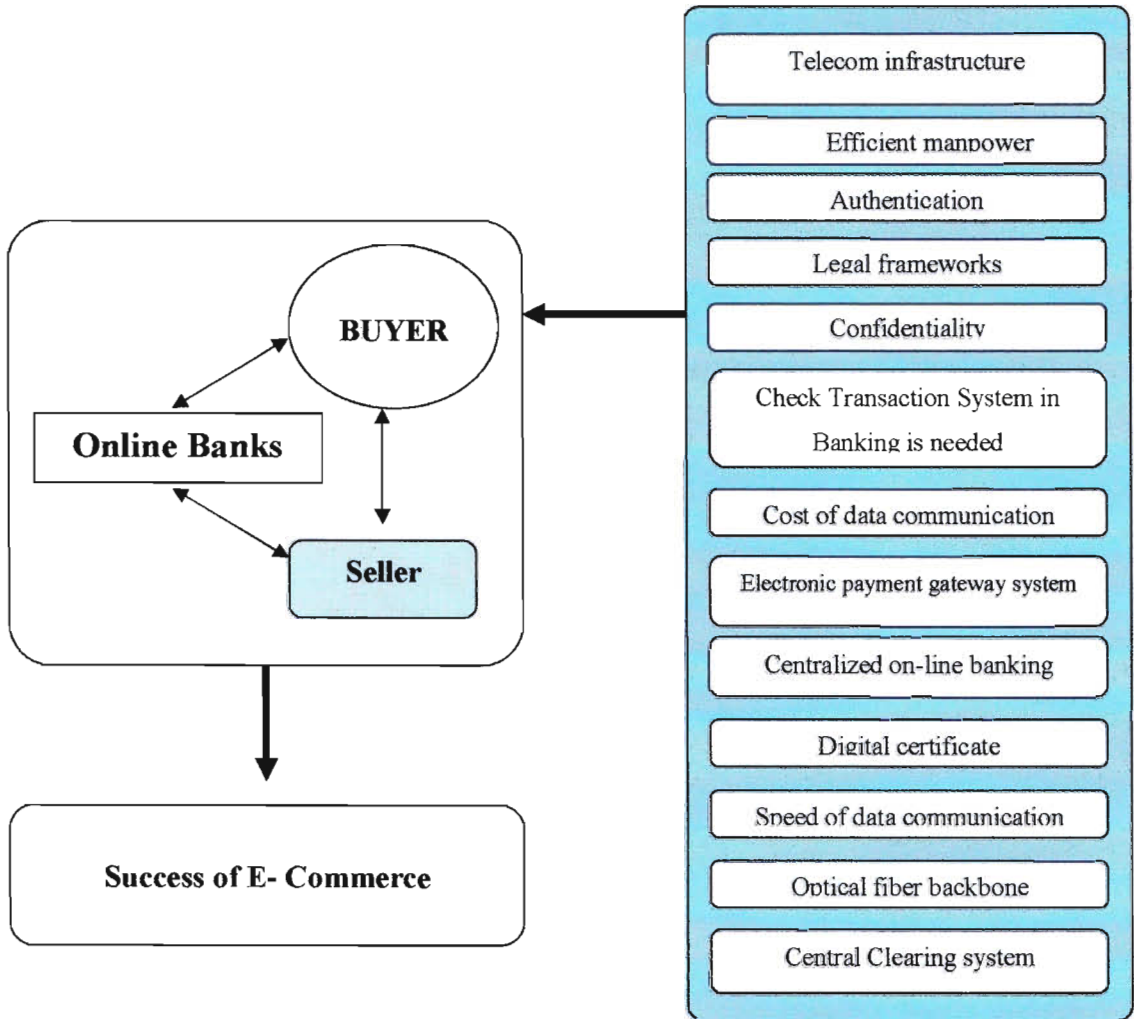 BUYER
Online Banks
Seller
Success of E- Commerce
Telecom infrastructure
Efficient manpower
Authentication
Legal frameworks
Confidentiality
Check Transaction System in
Banking is needed
Cost of data communication
Electronic payment gateway system
Centralized on-line banking
Digital certificate
Speed of data communication
Optical fiber backbone
Central Clearing system